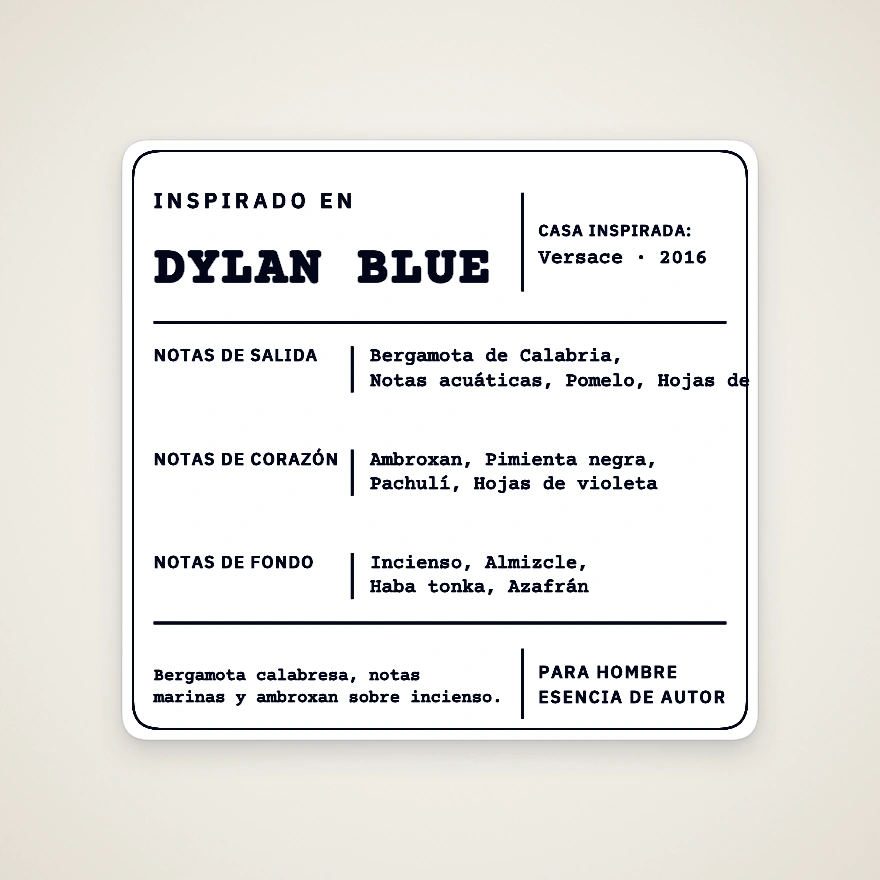 INSPIRADO EN
DYLAN BLUE
CASA INSPIRADA:
Versace · 2016
NOTAS DE SALIDA
Bergamota de Calabria,
Notas acuáticas, Pomelo, Hojas de
NOTAS DE CORAZÓN
Ambroxan, Pimienta negra,
Pachulí, Hojas de violeta
NOTAS DE FONDO
Incienso, Almizcle,
Haba tonka, Azafrán
Bergamota calabresa, notas
marinas y ambroxan sobre incienso.
PARA HOMBRE
ESENCIA DE AUTOR